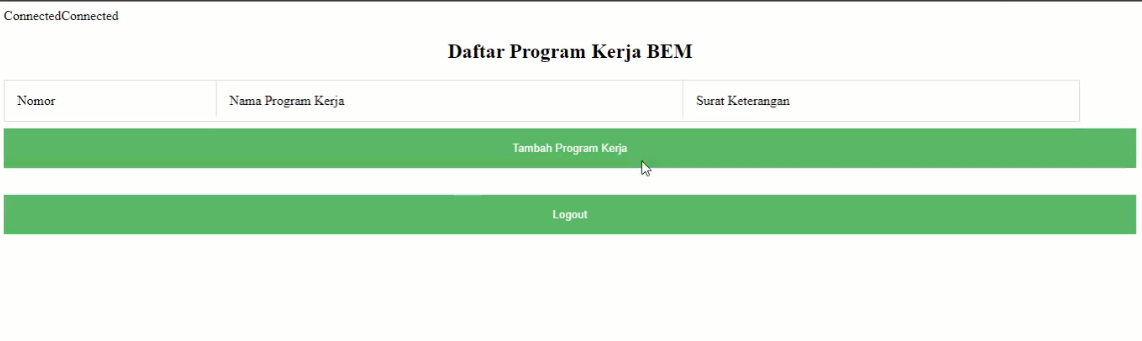 ConnectedConnected
Daftar Program Kerja BEM
Nomor Nama Program Kerja Surat Keterangan
Tambah Program Kerja
Logout